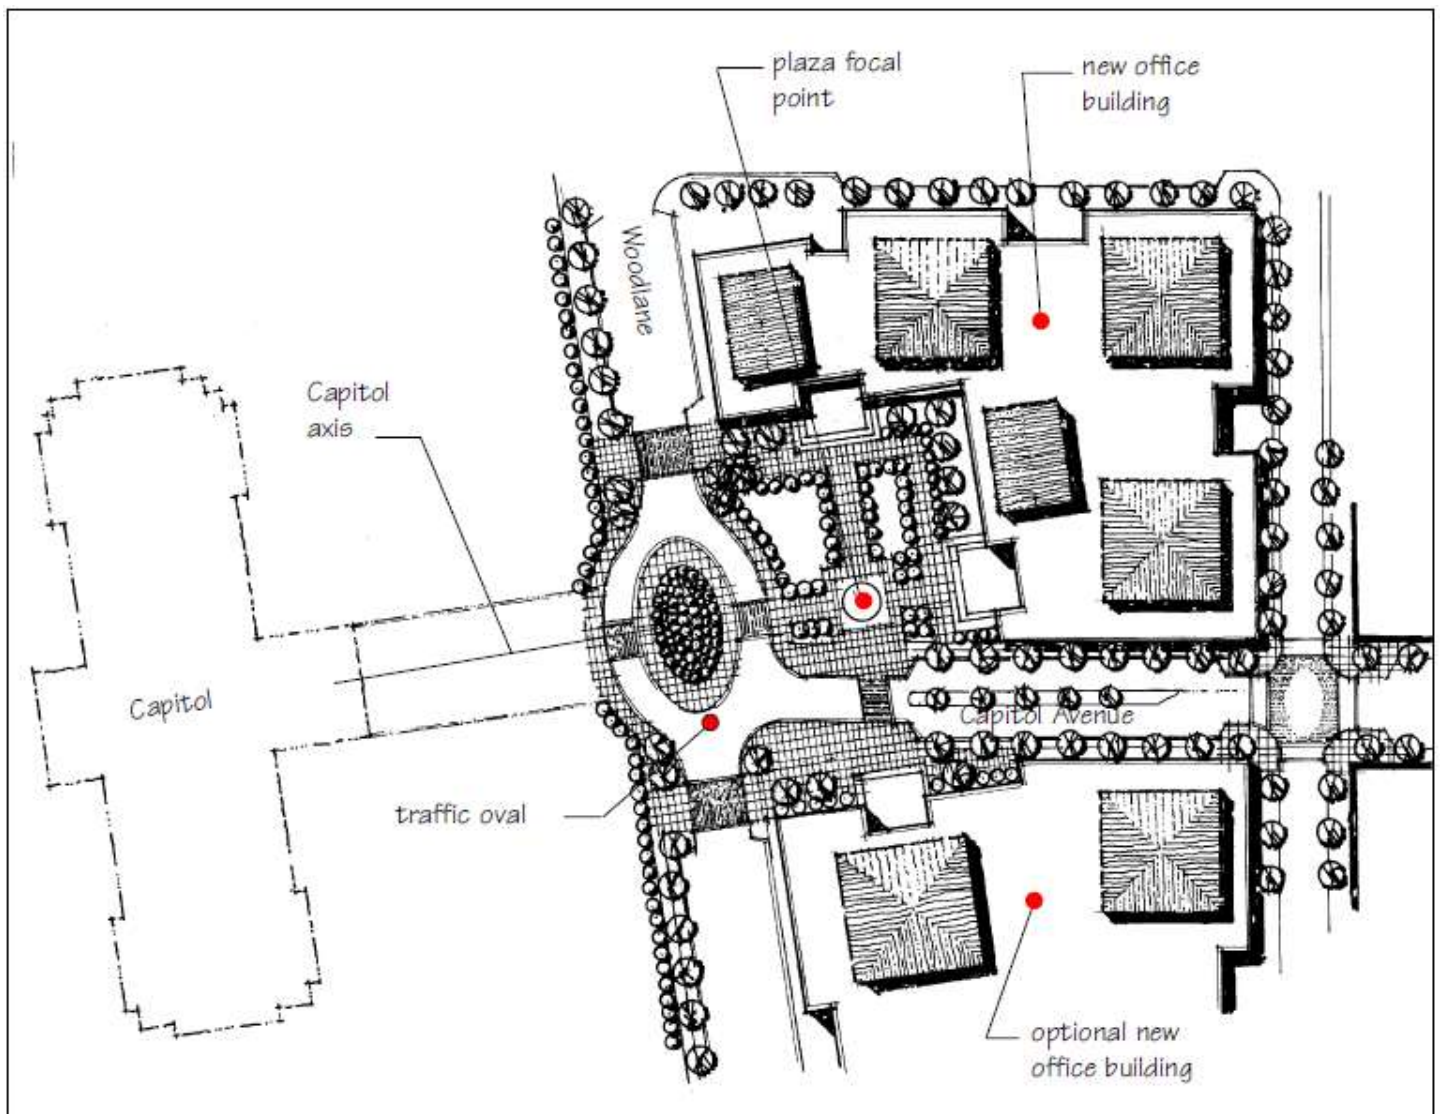 plaza focal
point
new office
building
Woodlane
Capitol
axis
Capitol
Capitol Avenue
traffic oval
optional new
office building